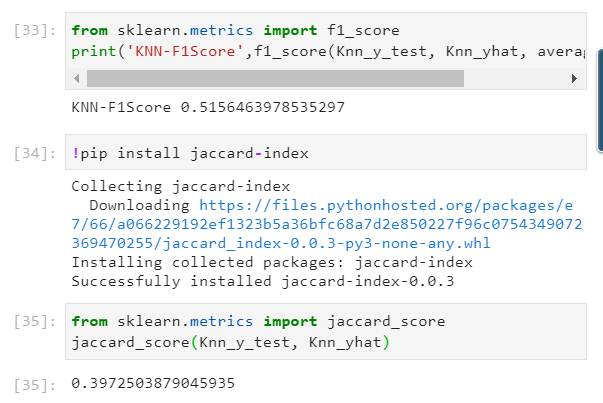 [33]: from sklearn.metrics import f1_score
print('KNN-F1Score',f1_score(Knn_y_test, Knn_yhat,
KNN-F1Score 0.5156463978535297
[34]: !pip install jaccard-index
Collecting jaccard-index
Downloading https://files.pythonhosted.org/packages/e
7/66/a066229192ef1323b5a36bfc68a7d2e850227f96c0754349072
369470255/jaccard_index-0.0.3-py3-none-any.whl
Installing collected packages: jaccard-index
Successfully installed jaccard-index-0.0.3
[35]: from sklearn.metrics import jaccard_score
jaccard_score(Knn_y_test, Knn_yhat)
[35]: 0.3972503879045935